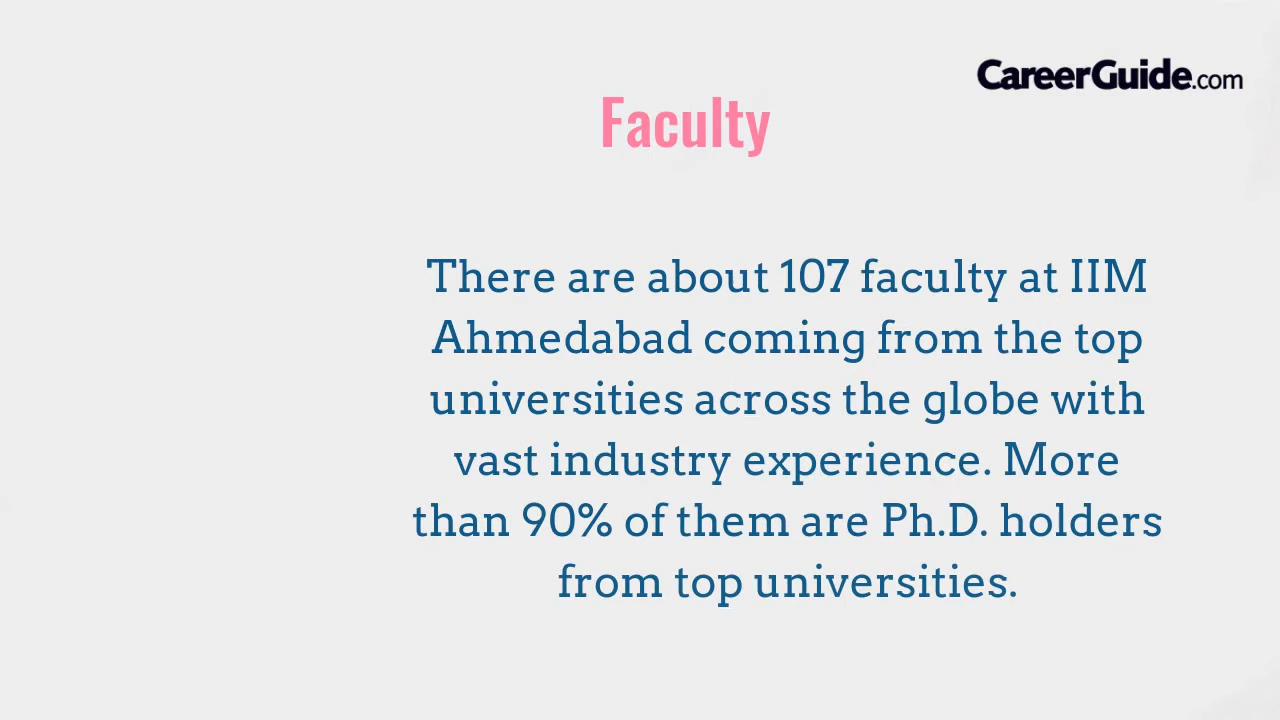 CareerGuide.com
Faculty
There are about 107 faculty at IIM
Ahmedabad coming from the top
universities across the globe with
vast industry experience. More
than 90% of them are Ph.D. holders
from top universities.